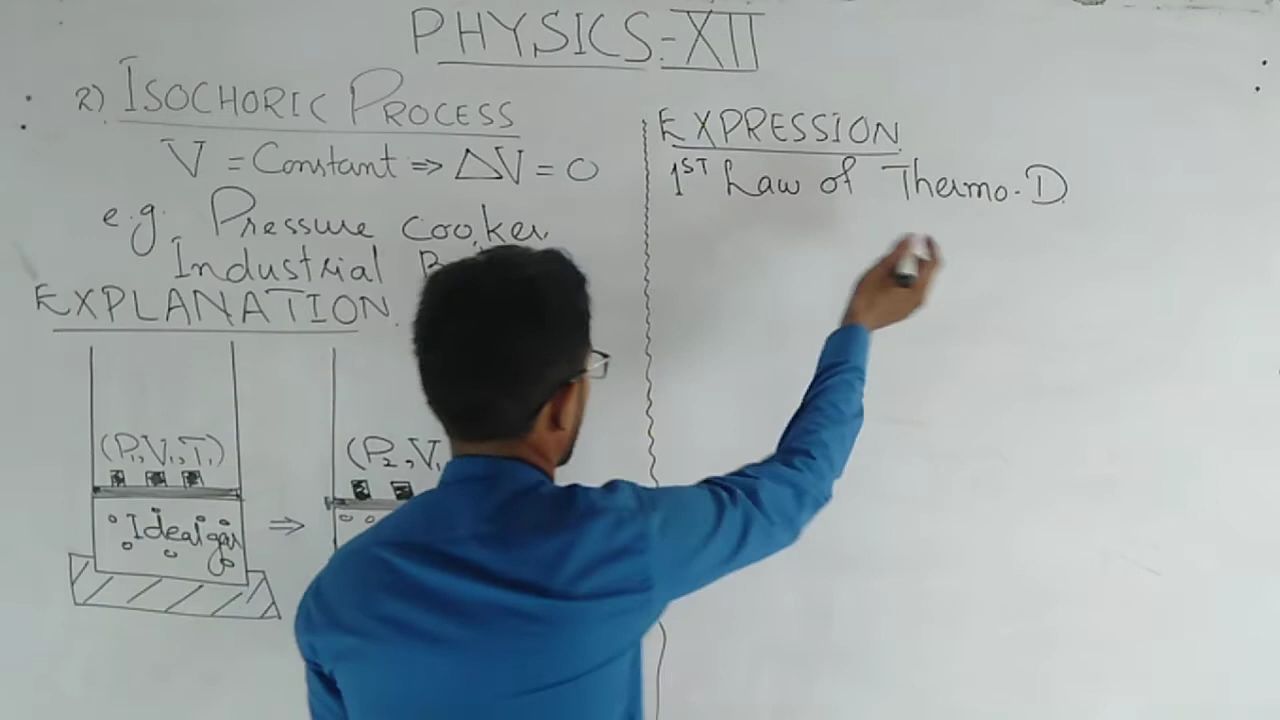 PHYSICS-XII
2) ISOCHORIC PROCESS
V = Constant ⇒ ΔV = 0
e.g. Pressure cooker
Industrial
EXPLANATION
(P₁,V₁,T₁)
Ideal gas
⇒
(P₂,V₁
EXPRESSION
1ST Law of Thermo.D